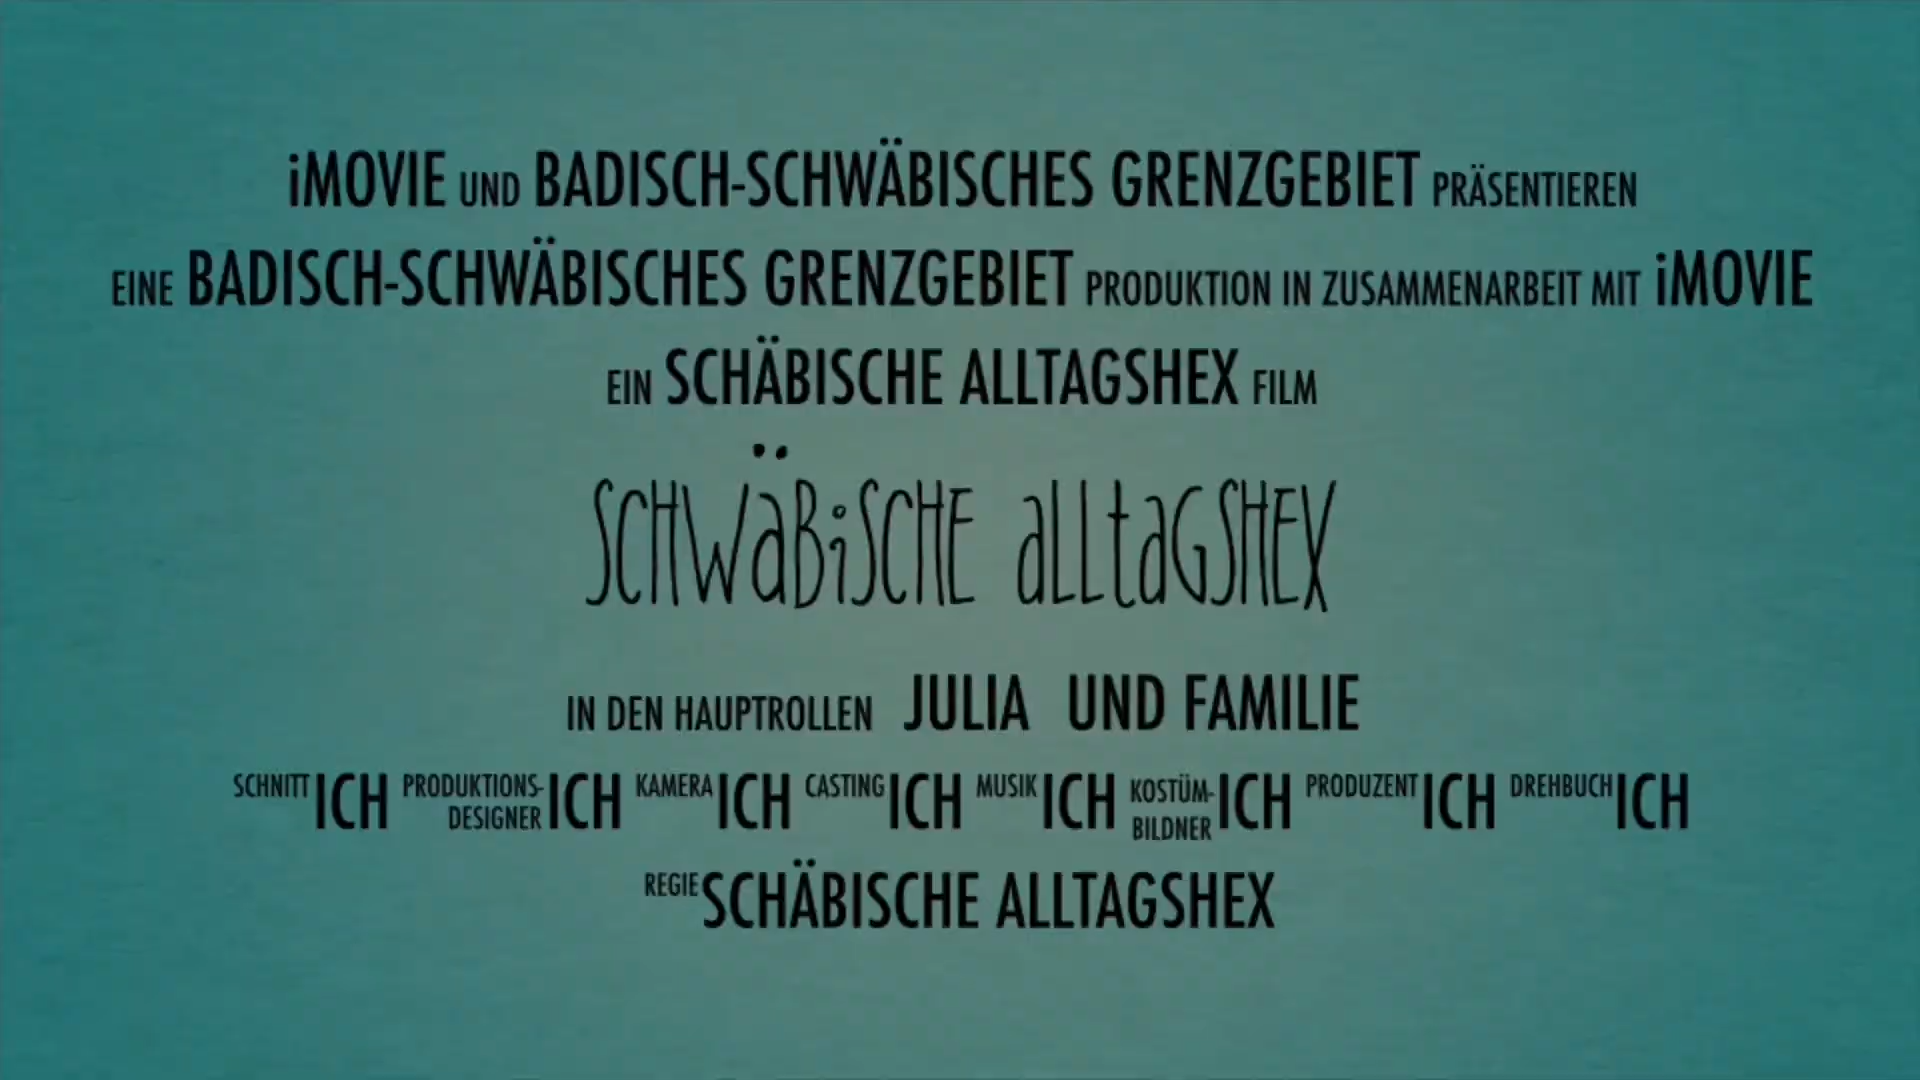 iMOVIE UND BADISCH-SCHWÄBISCHES GRENZGEBIET PRÄSENTIEREN
EINE BADISCH-SCHWÄBISCHES GRENZGEBIET PRODUKTION IN ZUSAMMENARBEIT MIT iMOVIE
EIN SCHÄBISCHE ALLTAGSHEX FILM
SCHWäBiSCHE aLLtaGSHEX
IN DEN HAUPTROLLEN JULIA UND FAMILIE
SCHNITT ICH PRODUKTIONS-DESIGNER ICH KAMERA ICH CASTING ICH MUSIK ICH KOSTÜM-BILDNER ICH PRODUZENT ICH DREHBUCH ICH
REGIE SCHÄBISCHE ALLTAGSHEX